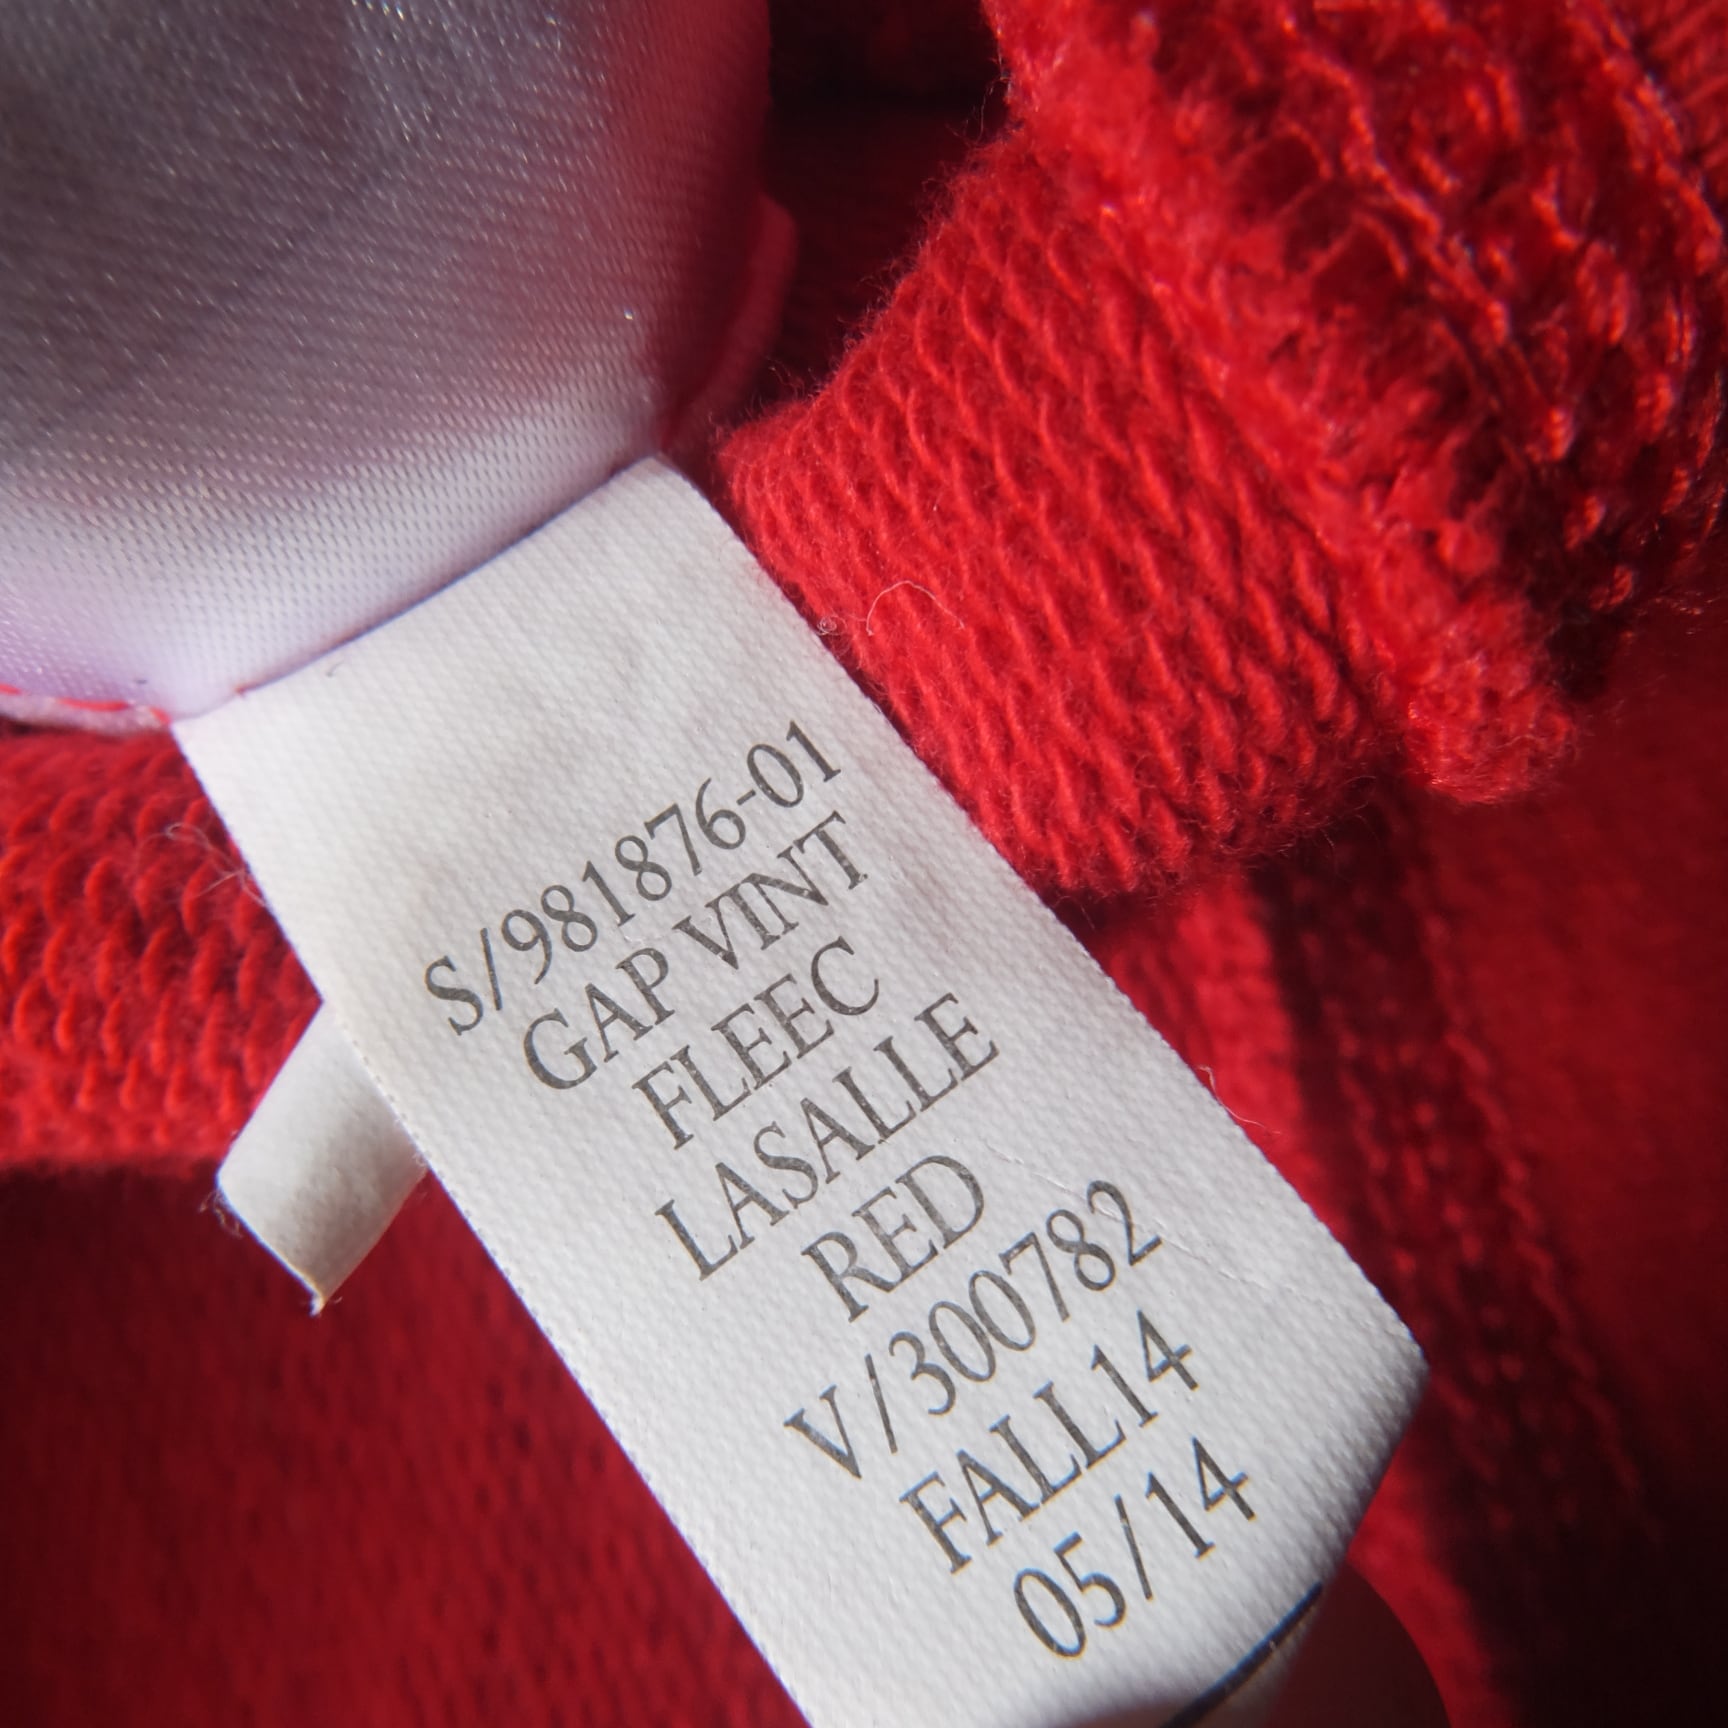 S/981876-01
GAP VINT
FLEEC
LASALLE
RED
V/300782
FALL14
05/14